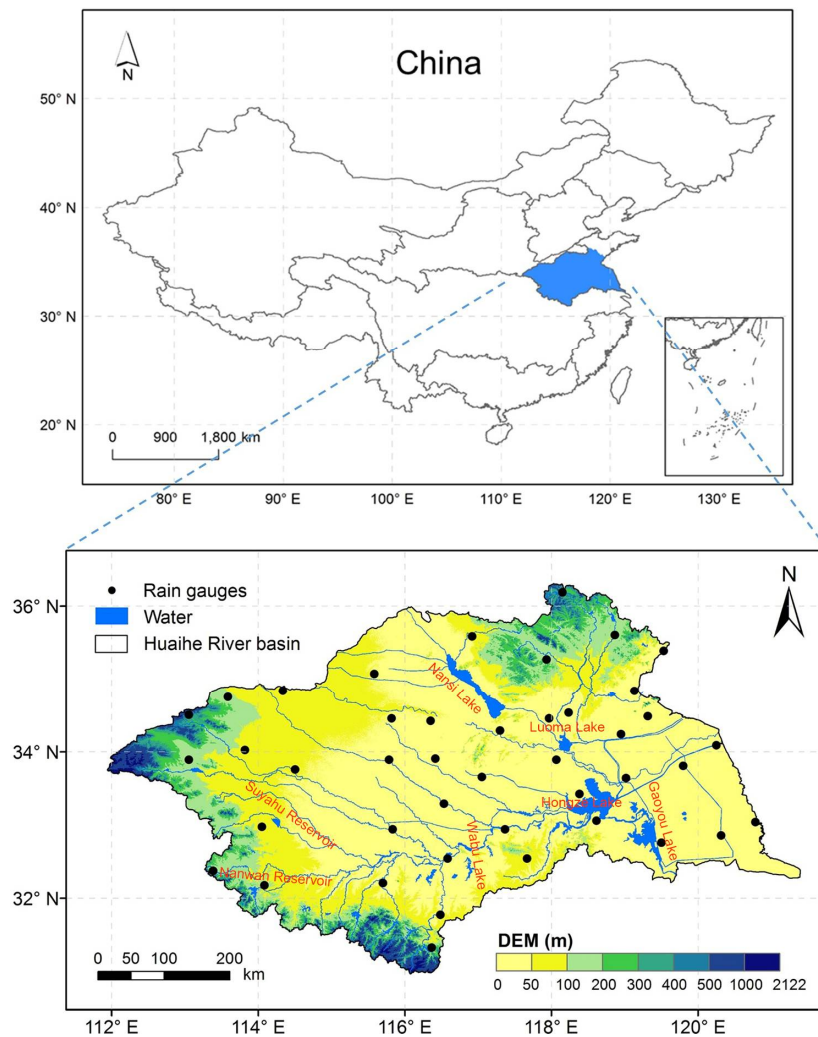 N
China
50° N
40° N
30° N
20° N
0 900 1,800 km
80° E 90° E 100° E 110° E 120° E 130° E
Rain gauges
Water
Huaihe River basin
N
36° N
34° N
32° N
Nansi Lake
Luoma Lake
Suyahu Reservoir
Hongze Lake
Gaoyou Lake
Wabu Lake
Nanwan Reservoir
0 50 100 200
km
DEM (m)
0 50 100 200 300 400 500 1000 2122
112° E 114° E 116° E 118° E 120° E